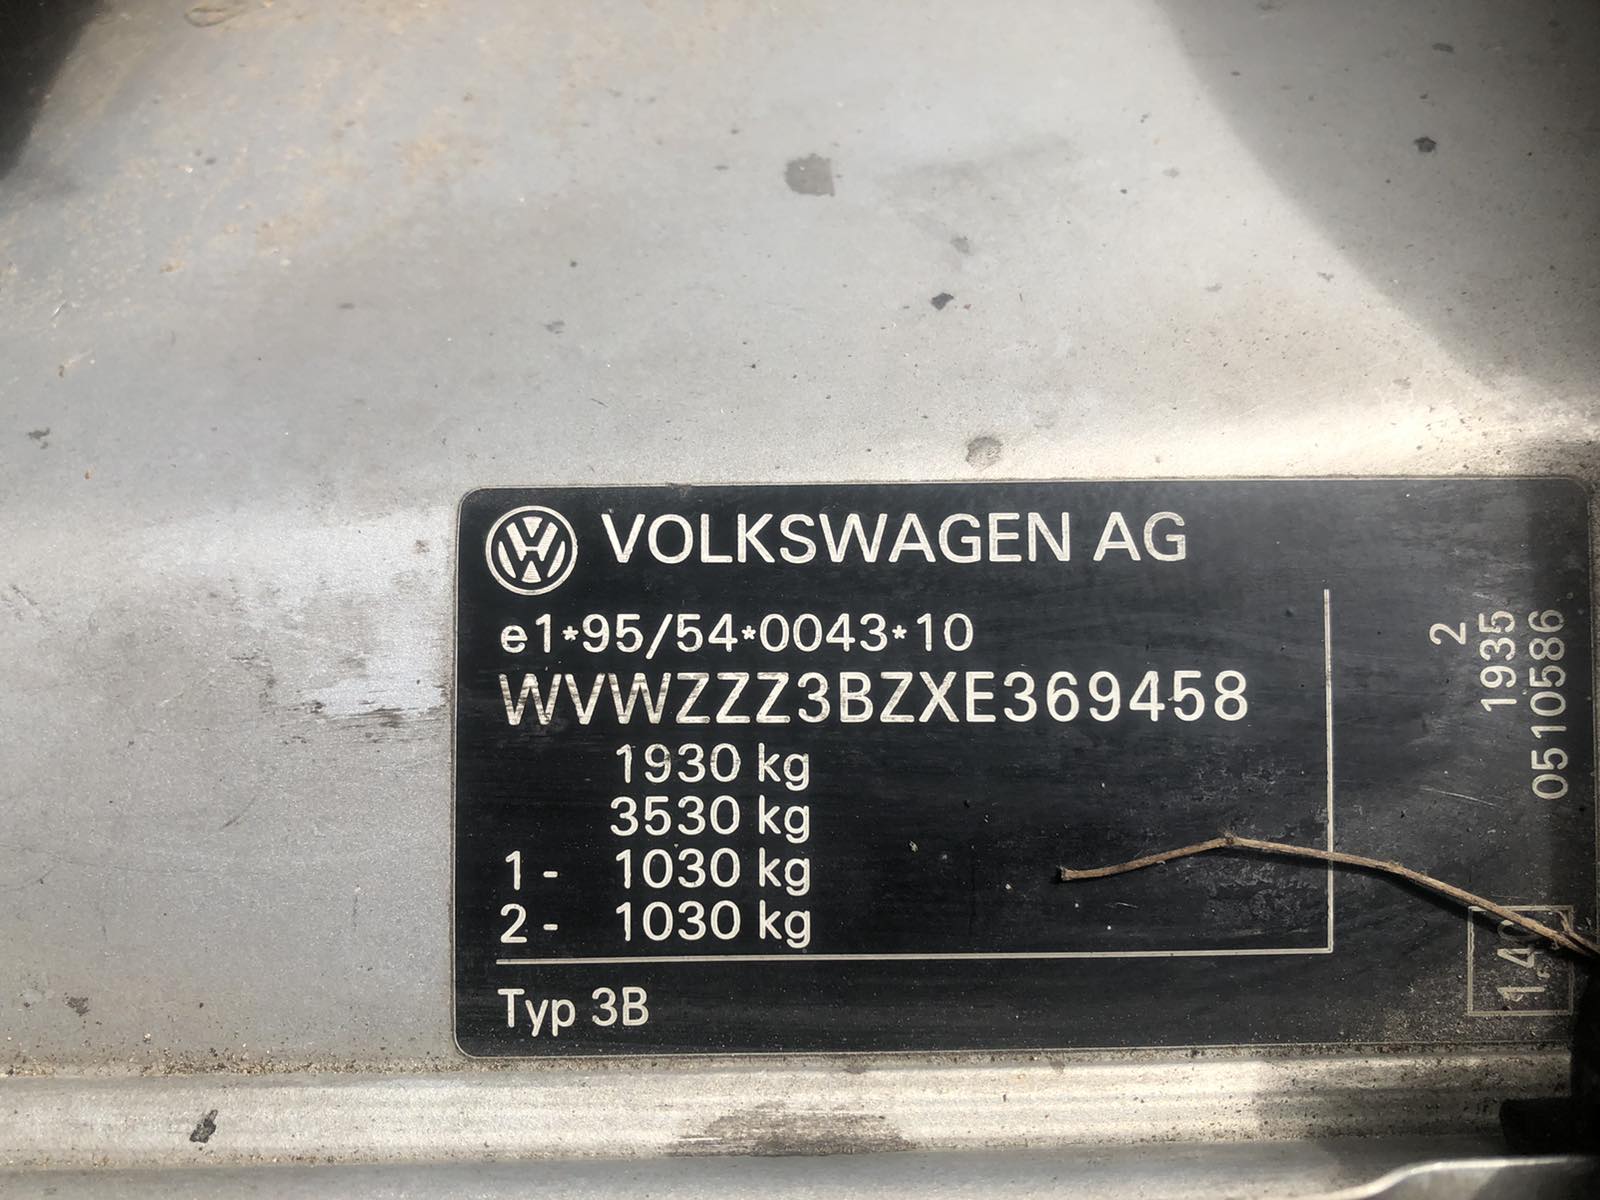 VOLKSWAGEN AG
e1*95/54*0043*10
WVWZZZ3BZXE369458
1930 kg
3530 kg
1- 1030 kg
2- 1030 kg
Typ 3B
2
1935
0510586